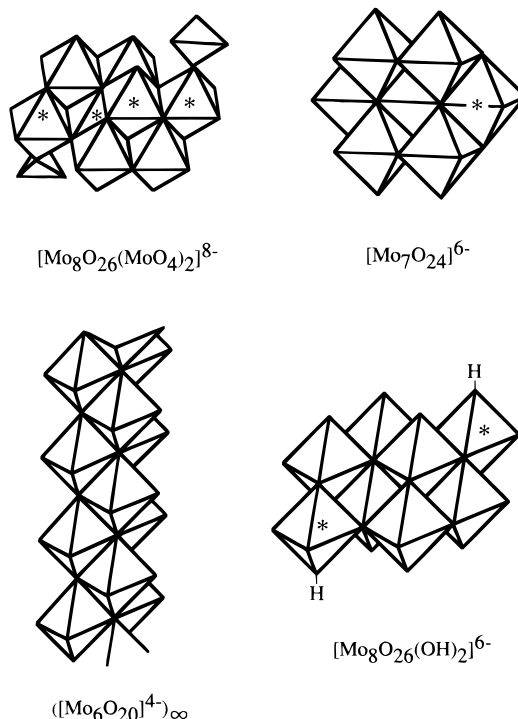 * * * *
*
[Mo8O26(MoO4)2]8-
[Mo7O24]6-
H
*
*
H
[Mo8O26(OH)2]6-
([Mo6O20]4-)∞